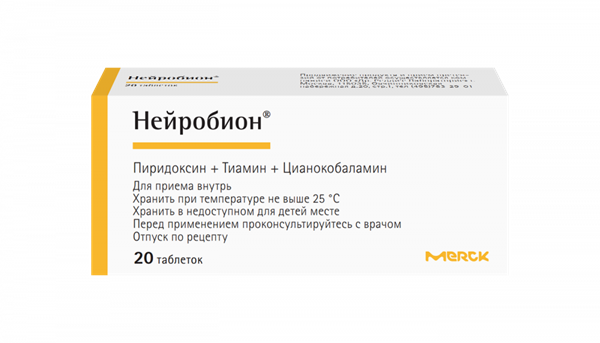 Нейробион®
20 таблеток
Москва,
Нейробион®
Пиридоксин + Тиамин + Цианокобаламин
Для приема внутрь
Хранить при температуре не выше 25 °C
Хранить в недоступном для детей месте
Перед применением проконсультируйтесь с врачом
Отпуск по рецепту
20 таблеток
MERCK